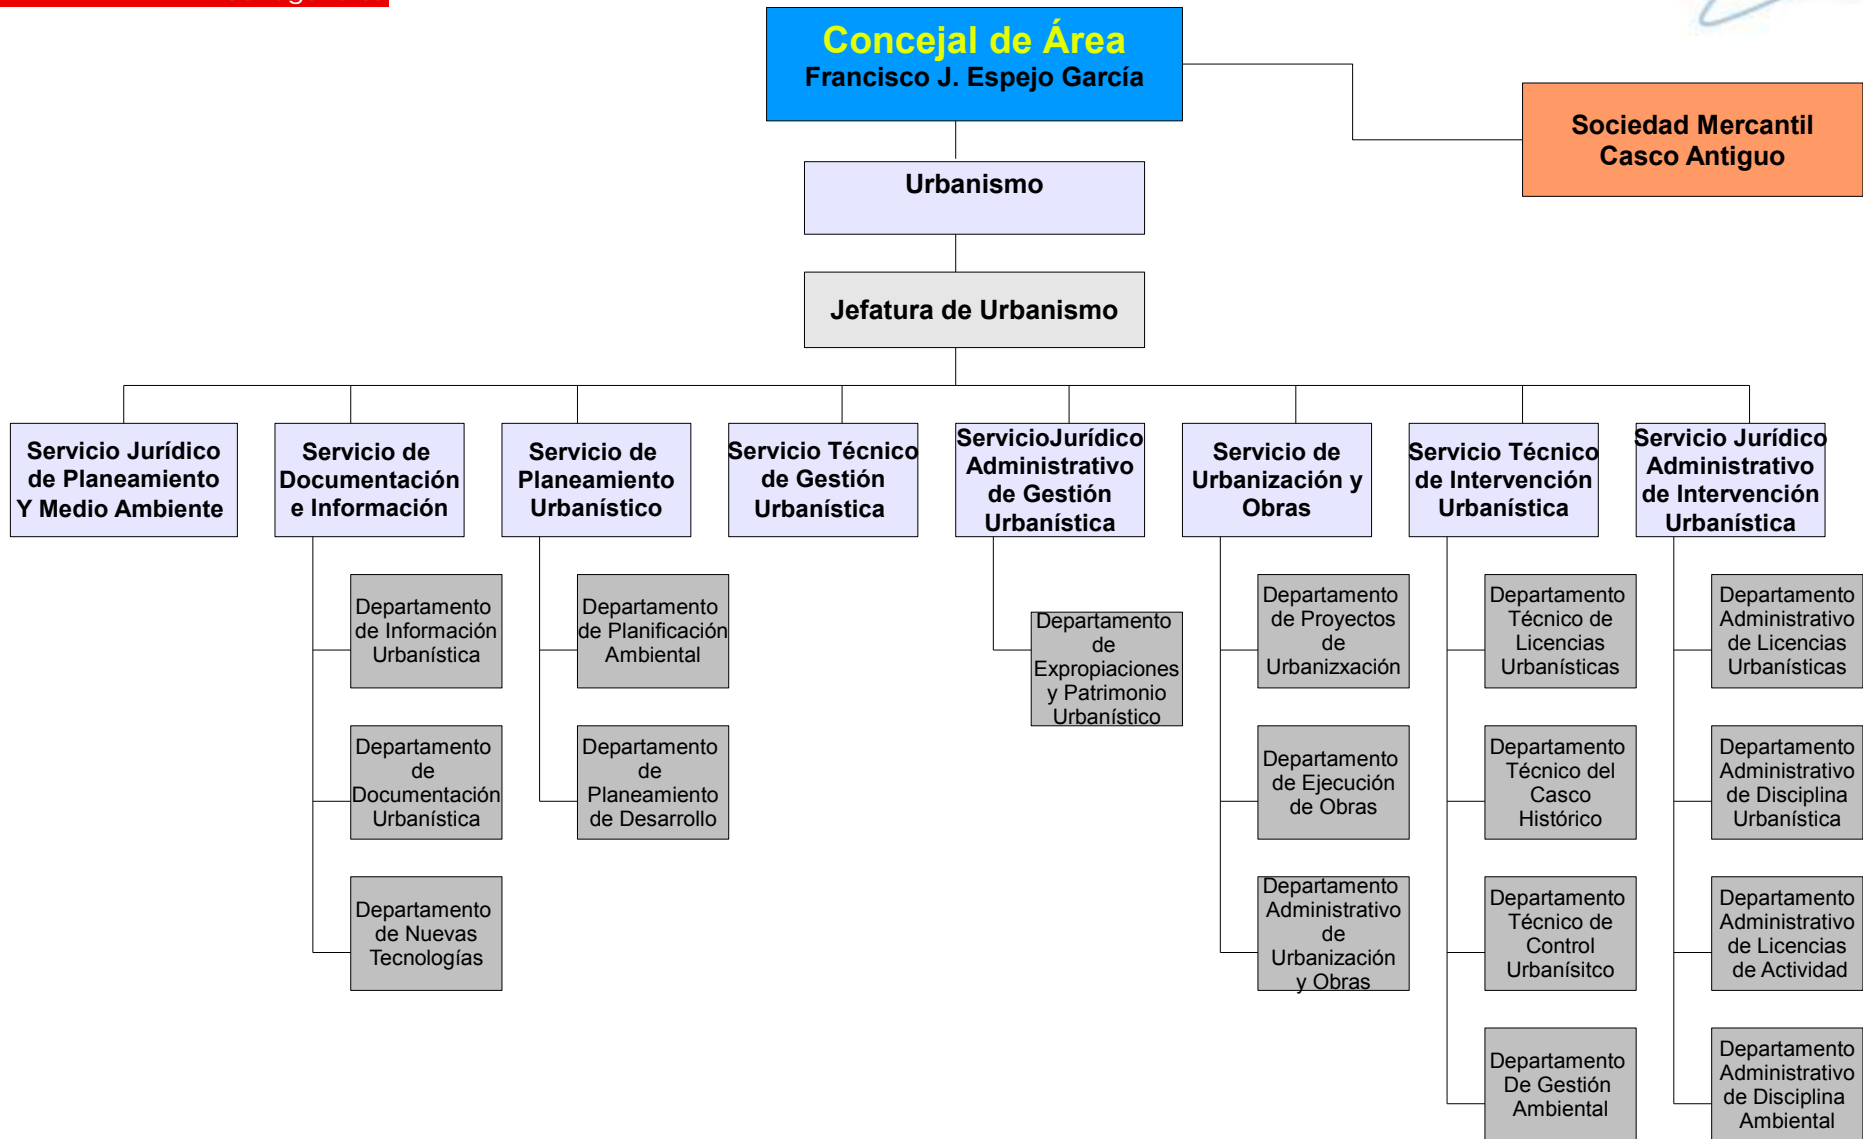 Concejal de Área
Francisco J. Espejo García
Sociedad Mercantil
Casco Antiguo
Urbanismo
Jefatura de Urbanismo
Servicio Jurídico
de Planeamiento
Y Medio Ambiente
Servicio de
Documentación
e Información
Servicio de
Planeamiento
Urbanístico
Servicio Técnico
de Gestión
Urbanística
ServicioJurídico
Administrativo
de Gestión
Urbanística
Servicio de
Urbanización y
Obras
Servicio Técnico
de Intervención
Urbanística
Servicio Jurídico
Administrativo
de Intervención
Urbanística
Departamento
de Información
Urbanística
Departamento
de
Documentación
Urbanística
Departamento
de Nuevas
Tecnologías
Departamento
de Planificación
Ambiental
Departamento
de
Planeamiento
de Desarrollo
Departamento
de
Expropiaciones
y Patrimonio
Urbanístico
Departamento
de Proyectos
de
Urbanizxación
Departamento
de Ejecución
de Obras
Departamento
Administrativo
de
Urbanización
y Obras
Departamento
Técnico de
Licencias
Urbanísticas
Departamento
Técnico del
Casco
Histórico
Departamento
Técnico de
Control
Urbanísitco
Departamento
De Gestión
Ambiental
Departamento
Administrativo
de Licencias
Urbanísticas
Departamento
Administrativo
de Disciplina
Urbanística
Departamento
Administrativo
de Licencias
de Actividad
Departamento
Administrativo
de Disciplina
Ambiental